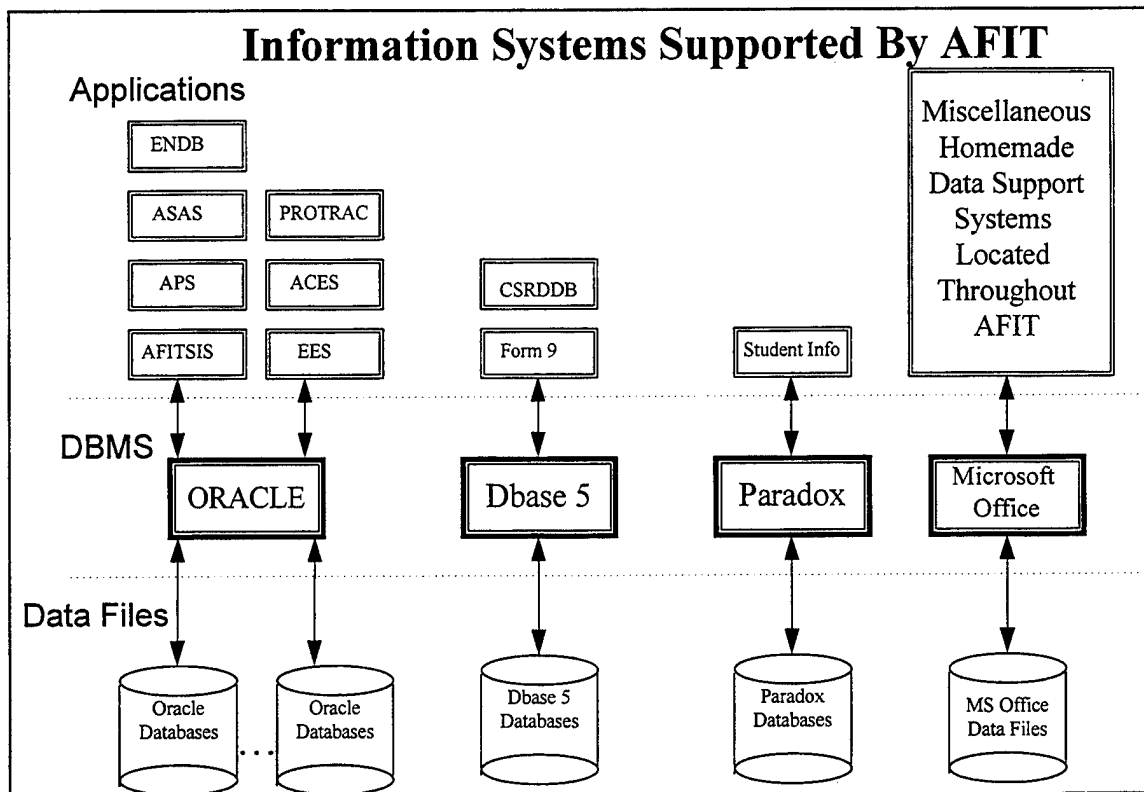 Information Systems Supported By AFIT
Applications
ENDB
ASAS
PROTRAC
APS
ACES
CSRDDB
AFITSIS
EES
Form 9
Student Info
Miscellaneous
Homemade
Data Support
Systems
Located
Throughout
AFIT
DBMS
ORACLE
Dbase 5
Paradox
Microsoft
Office
Data Files
Oracle
Databases
....
Oracle
Databases
Dbase 5
Databases
Paradox
Databases
MS Office
Data Files